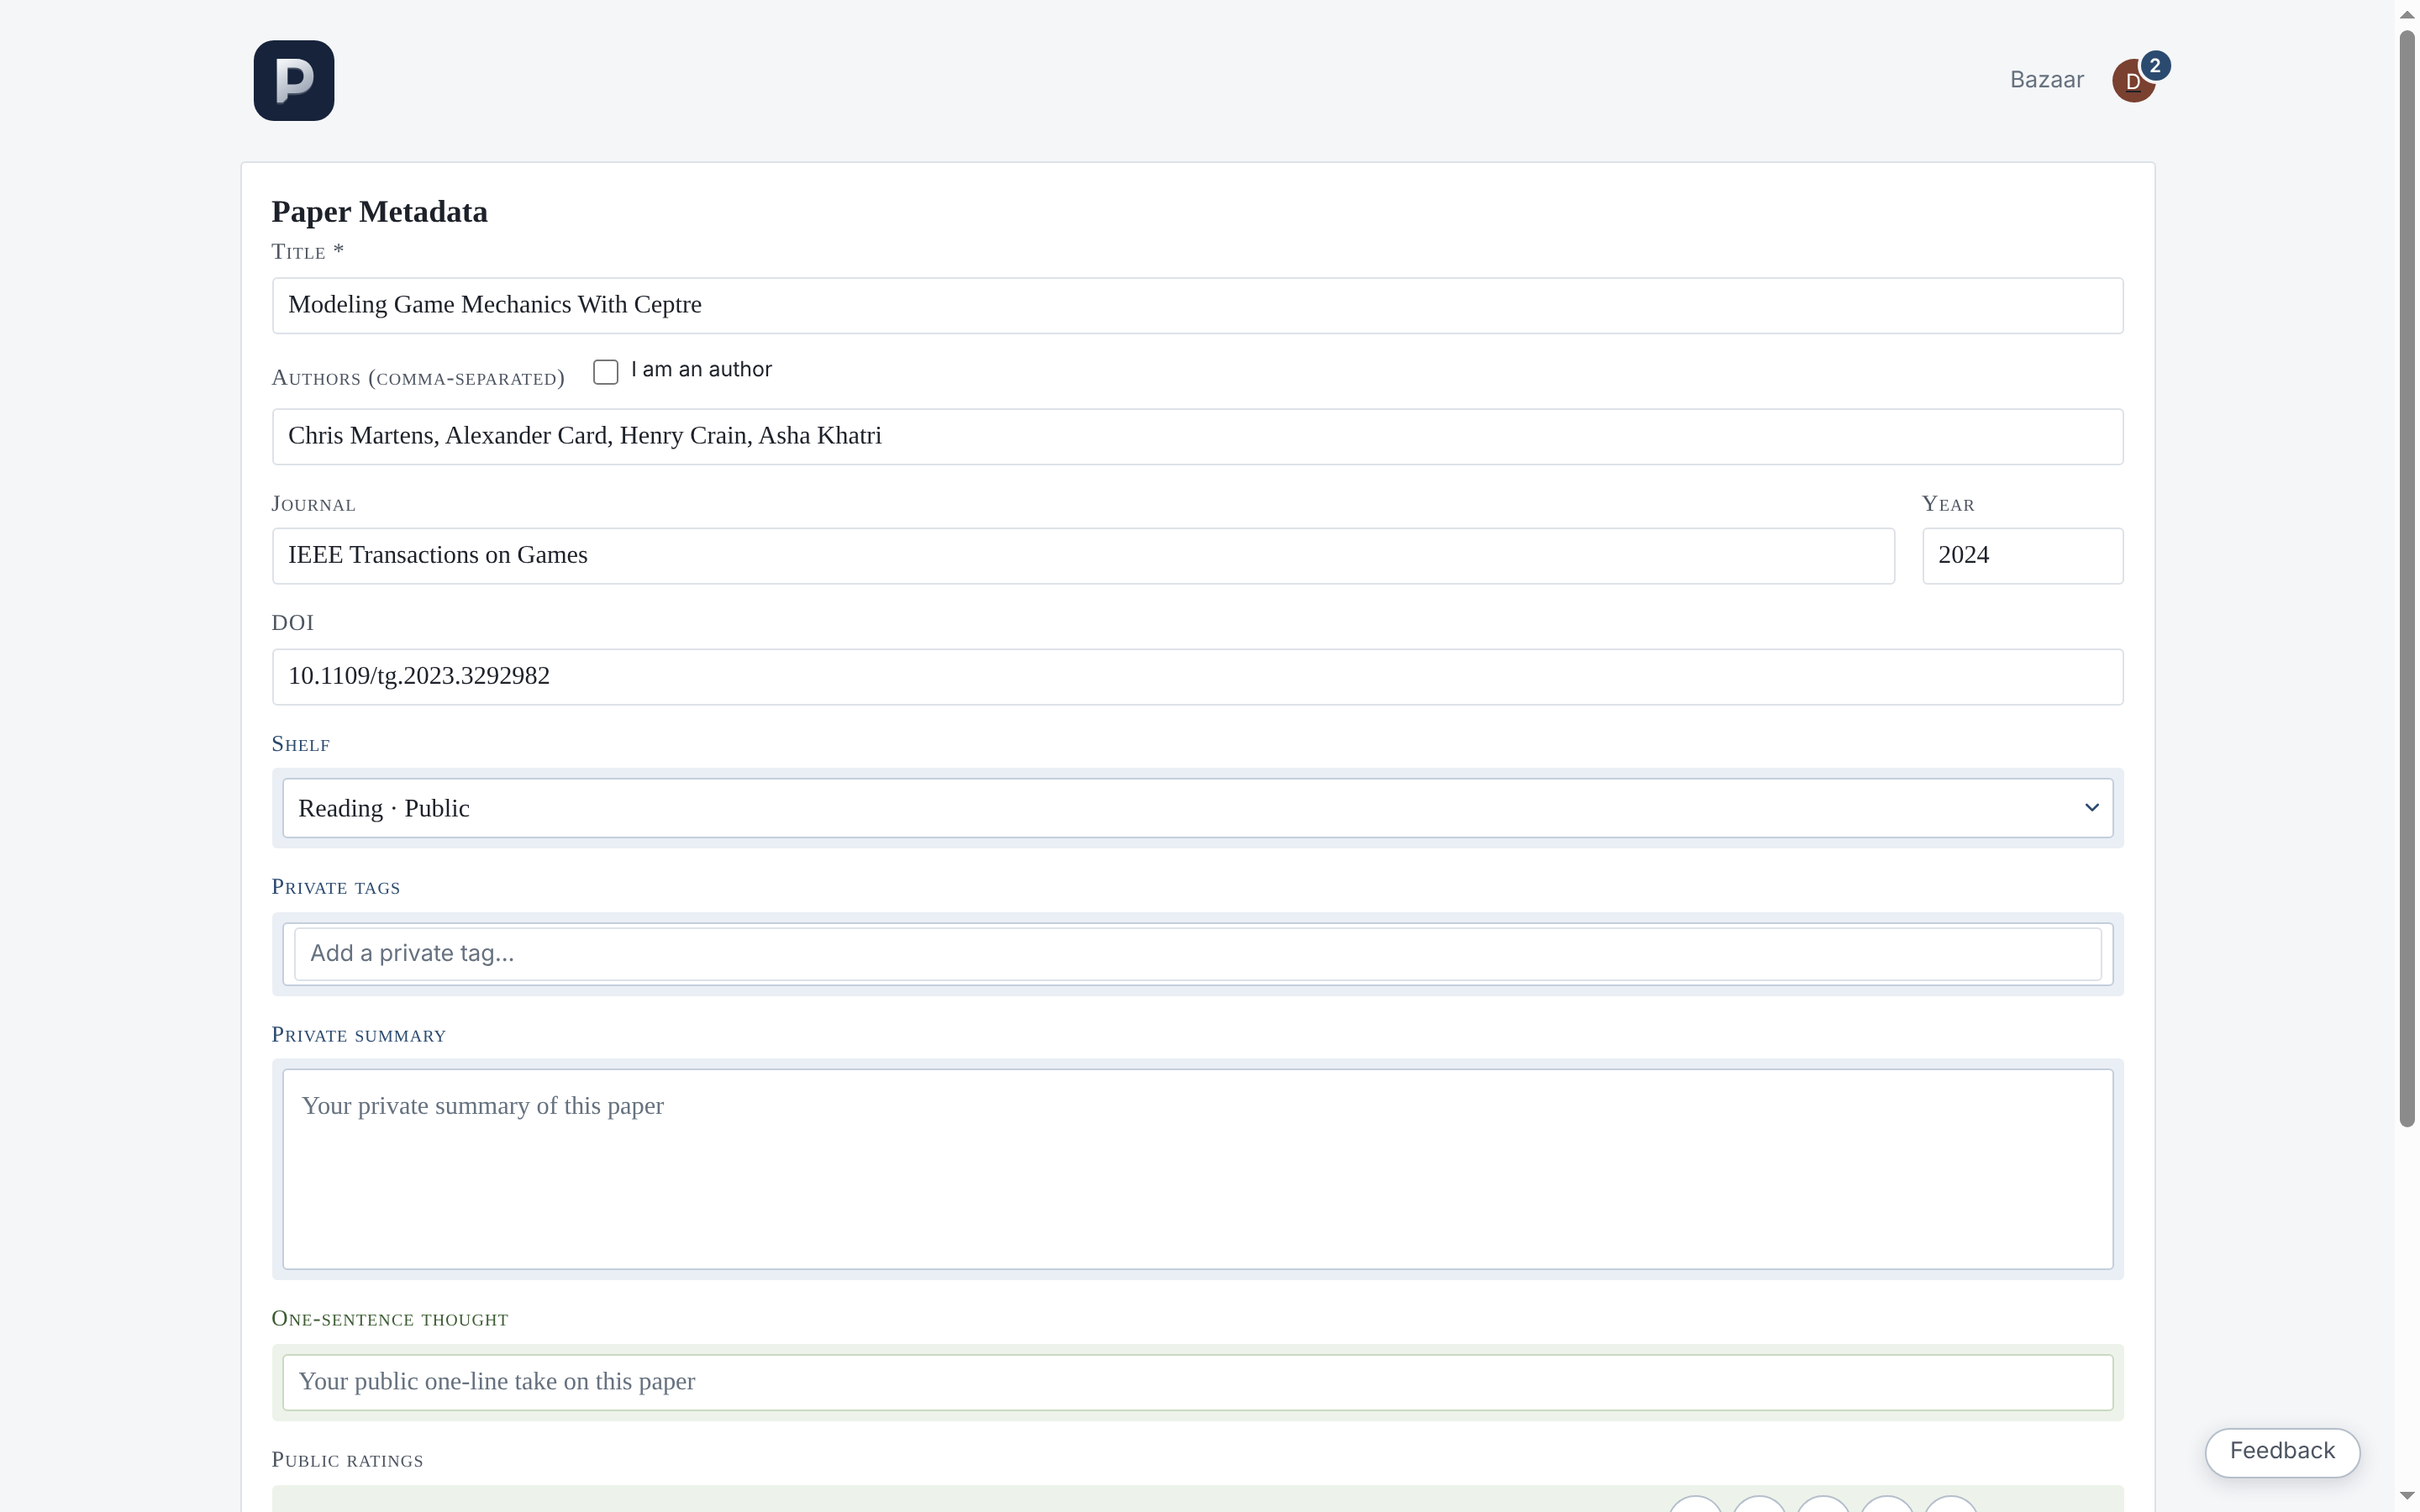 P
Bazaar
D
2
Paper Metadata
Title *
Modeling Game Mechanics With Ceptre
Authors (comma-separated)
I am an author
Chris Martens, Alexander Card, Henry Crain, Asha Khatri
Journal
Year
IEEE Transactions on Games
2024
DOI
10.1109/tg.2023.3292982
Shelf
Reading · Public
Private tags
Add a private tag...
Private summary
Your private summary of this paper
One-sentence thought
Your public one-line take on this paper
Public ratings
Feedback